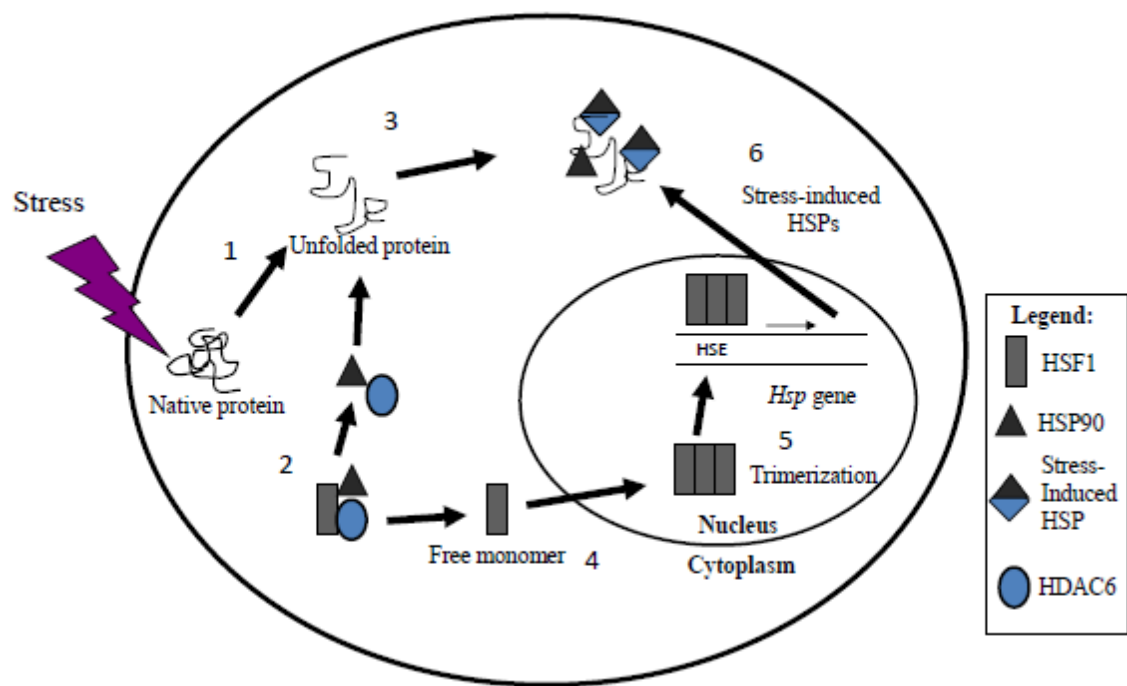 Stress
1
Native protein
3
Unfolded protein
2
Free monomer
4
6
Stress-induced
HSPs
HSE
Hsp gene
5
Trimerization
Nucleus
Cytoplasm
Legend:
HSF1
HSP90
Stress-
Induced
HSP
HDAC6